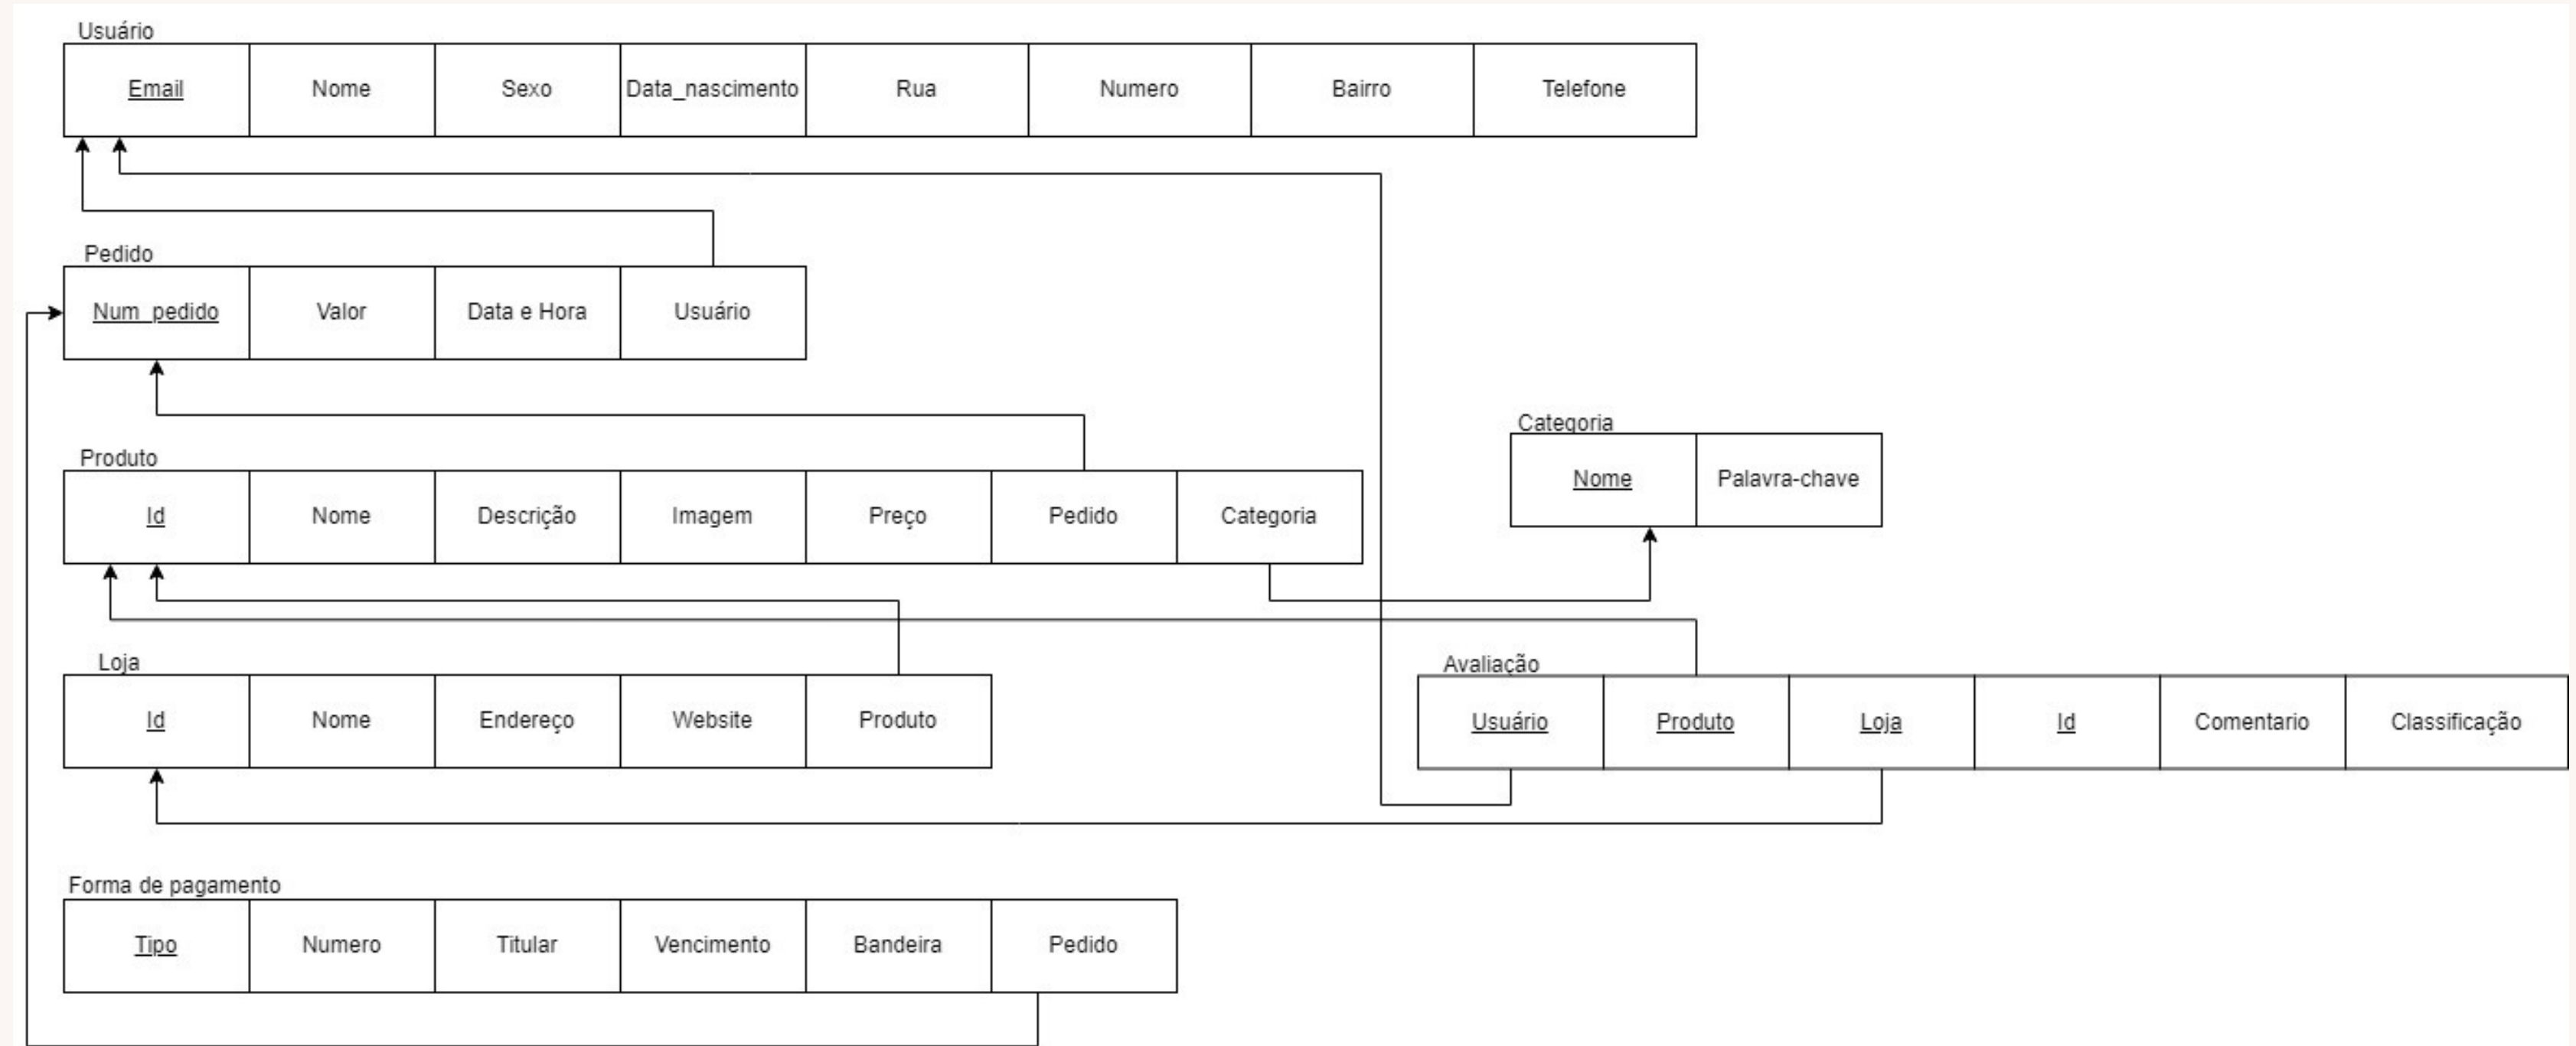 Usuário
Email Nome Sexo Data_nascimento Rua Numero Bairro Telefone
Pedido
Num_pedido Valor Data e Hora Usuário
Categoria
Nome Palavra-chave
Produto
Id Nome Descrição Imagem Preço Pedido Categoria
Loja
Id Nome Endereço Website Produto
Avaliação
Usuário Produto Loja Id Comentario Classificação
Forma de pagamento
Tipo Numero Titular Vencimento Bandeira Pedido